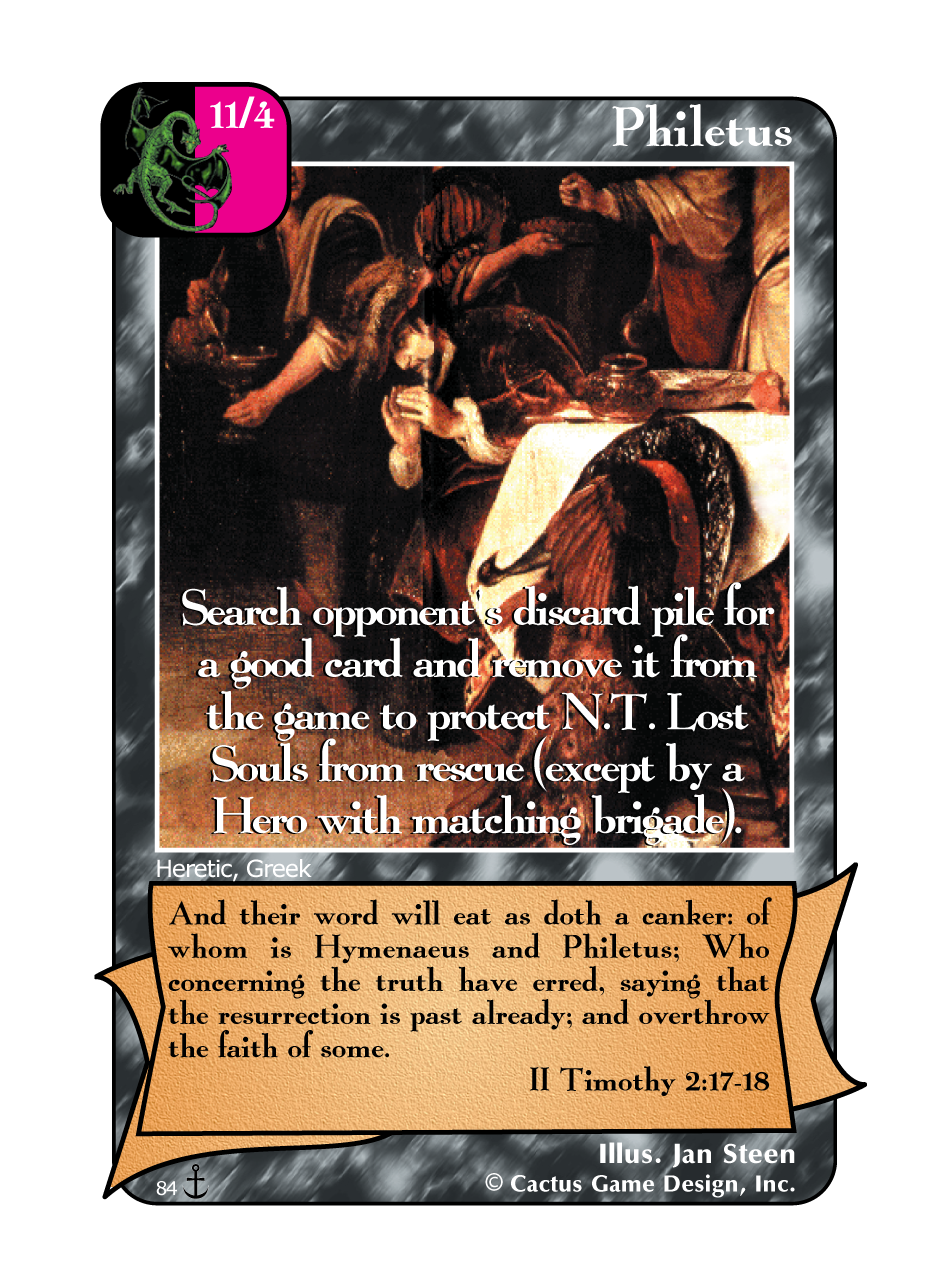 11/4
Philetus
Search opponent's discard pile for
a good card and remove it from
the game to protect N.T. Lost
Souls from rescue (except by a
Hero with matching brigade).
Heretic, Greek
And their word will eat as doth a canker: of
whom is Hymenaeus and Philetus; Who
concerning the truth have erred, saying that
the resurrection is past already; and overthrow
the faith of some.
II Timothy 2:17-18
Illus. Jan Steen
84
© Cactus Game Design, Inc.